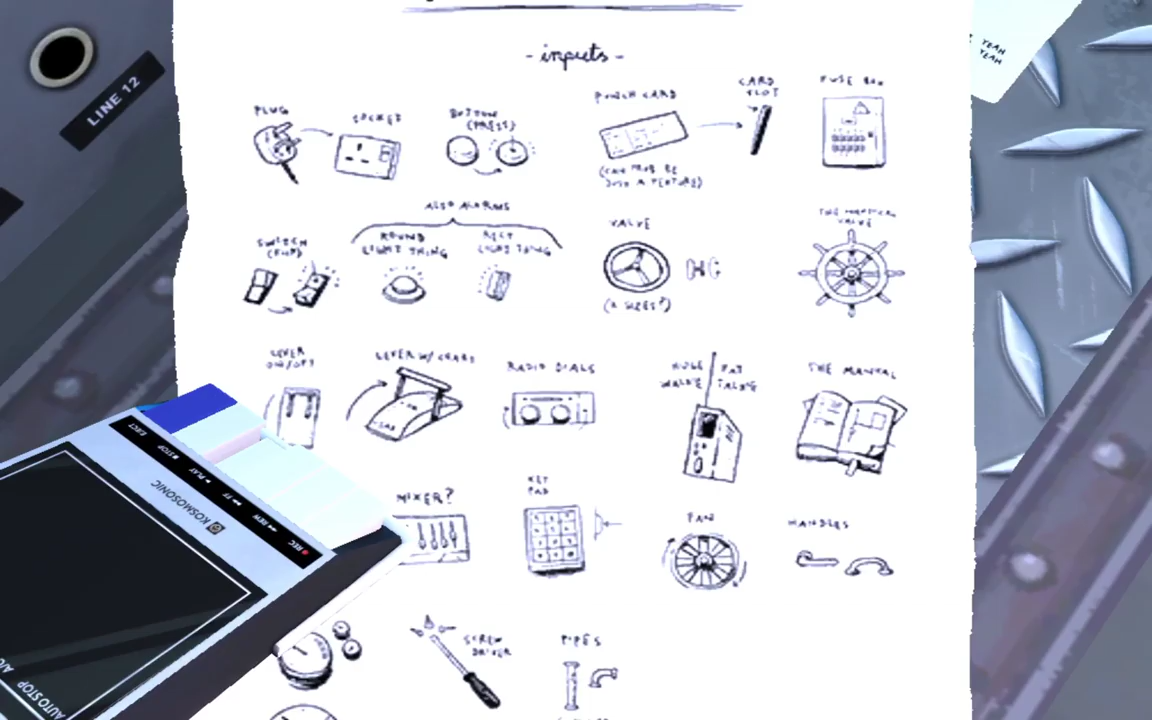 LINE 12
YEAH
YEAH
- inputs -
PLUG
SOCKET
BUTTON
(PRESS)
PUNCH CARD
(CAN PROB BE
JUST A TEXTURE)
CARD
SLOT
FUSE BOX
ALSO ALARMS
SWITCH
(FLIP)
ROUND
LIGHT THING
RECT
LIGHT THING
VALVE
(2 SIZES?)
THE NAUTICAL
VALVE
LEVER
ON/OFF
LEVER W/ GEARS
RADIO DIALS
HUGE FAT
WALKIE TALKIE
THE MANUAL
MIXER?
KEY
PAD
FAN
HANDLES
SCREW
DRIVER
PIPES
EJECT
STOP
PLAY
FF
REW
REC
KOSMOSONIC
AUTO STOP